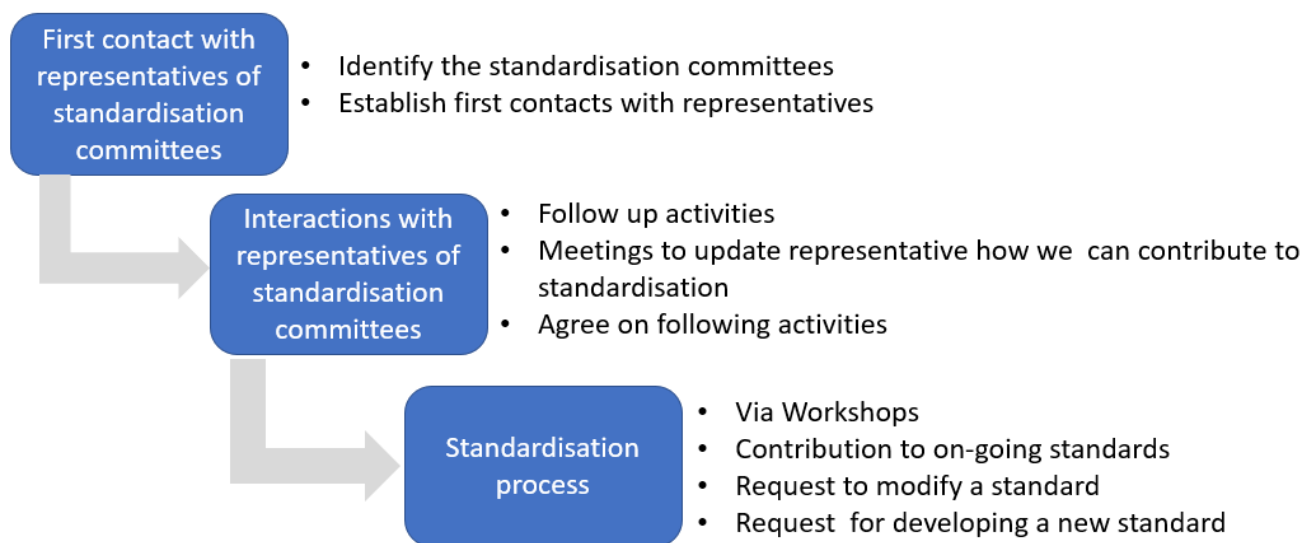 First contact with
representatives of
standardisation
committees
• Identify the standardisation committees
• Establish first contacts with representatives
Interactions with
representatives of
standardisation
committees
• Follow up activities
• Meetings to update representative how we  can contribute to
standardisation
• Agree on following activities
Standardisation
process
• Via Workshops
• Contribution to on-going standards
• Request to modify a standard
• Request  for developing a new standard